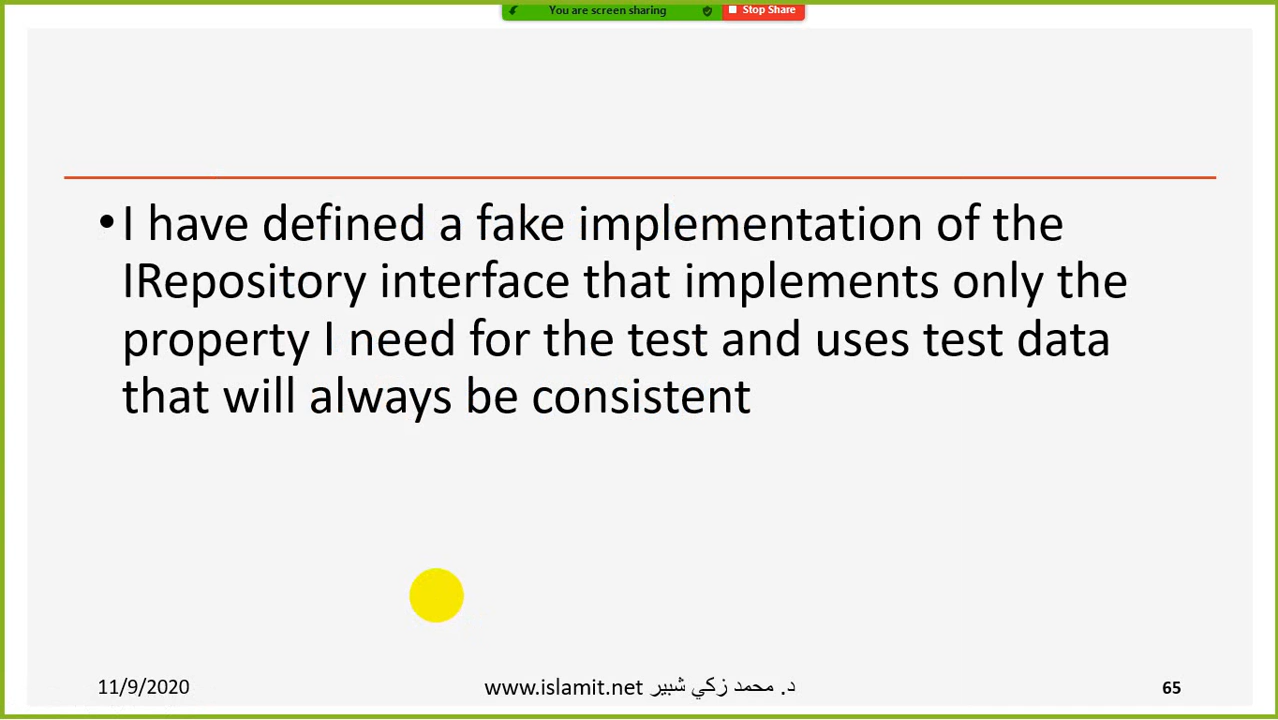 You are screen sharing
Stop Share
•I have defined a fake implementation of the
IRepository interface that implements only the
property I need for the test and uses test data
that will always be consistent
11/9/2020
www.islamit.net د. محمد زكي شبير
65